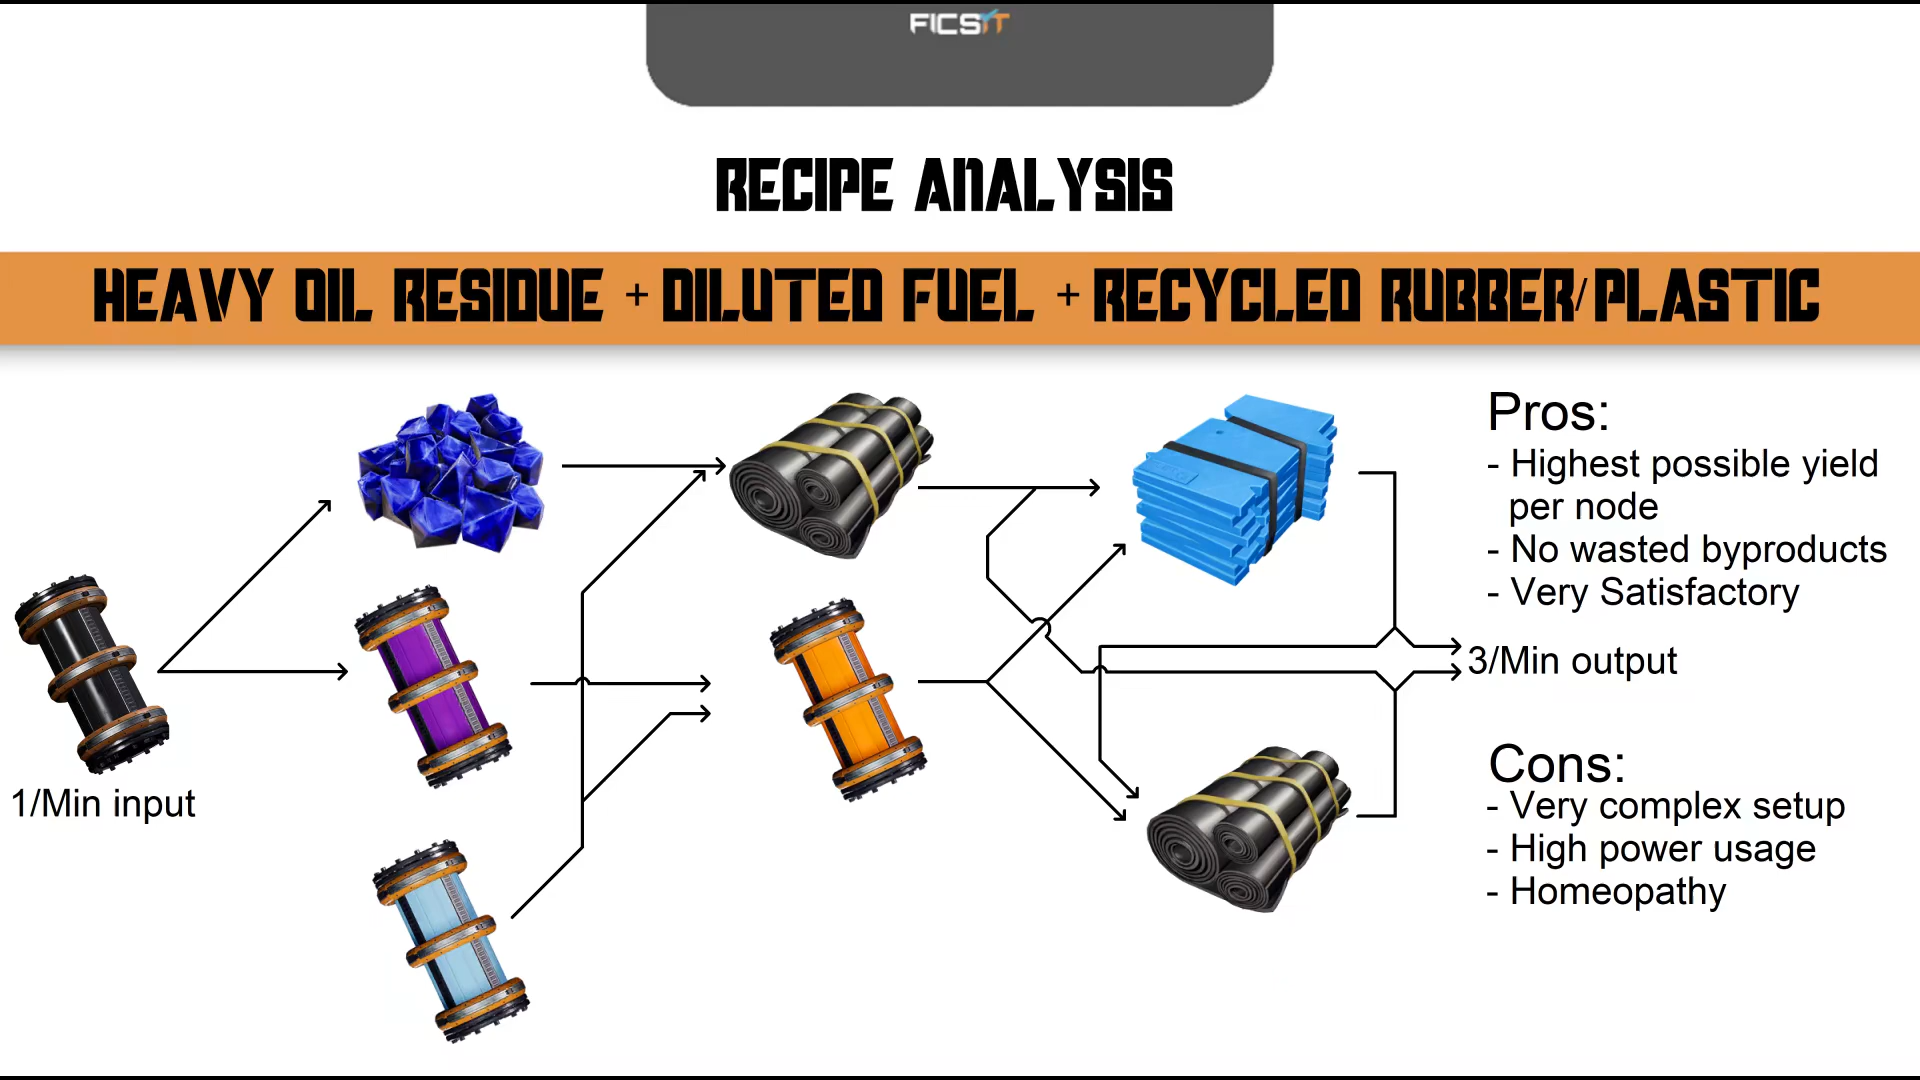 FICSIT
RECIPE ANALYSIS
HEAVY OIL RESIDUE + DILUTED FUEL + RECYCLED RUBBER/PLASTIC
Pros:
- Highest possible yield
per node
- No wasted byproducts
- Very Satisfactory
3/Min output
1/Min input
Cons:
- Very complex setup
- High power usage
- Homeopathy